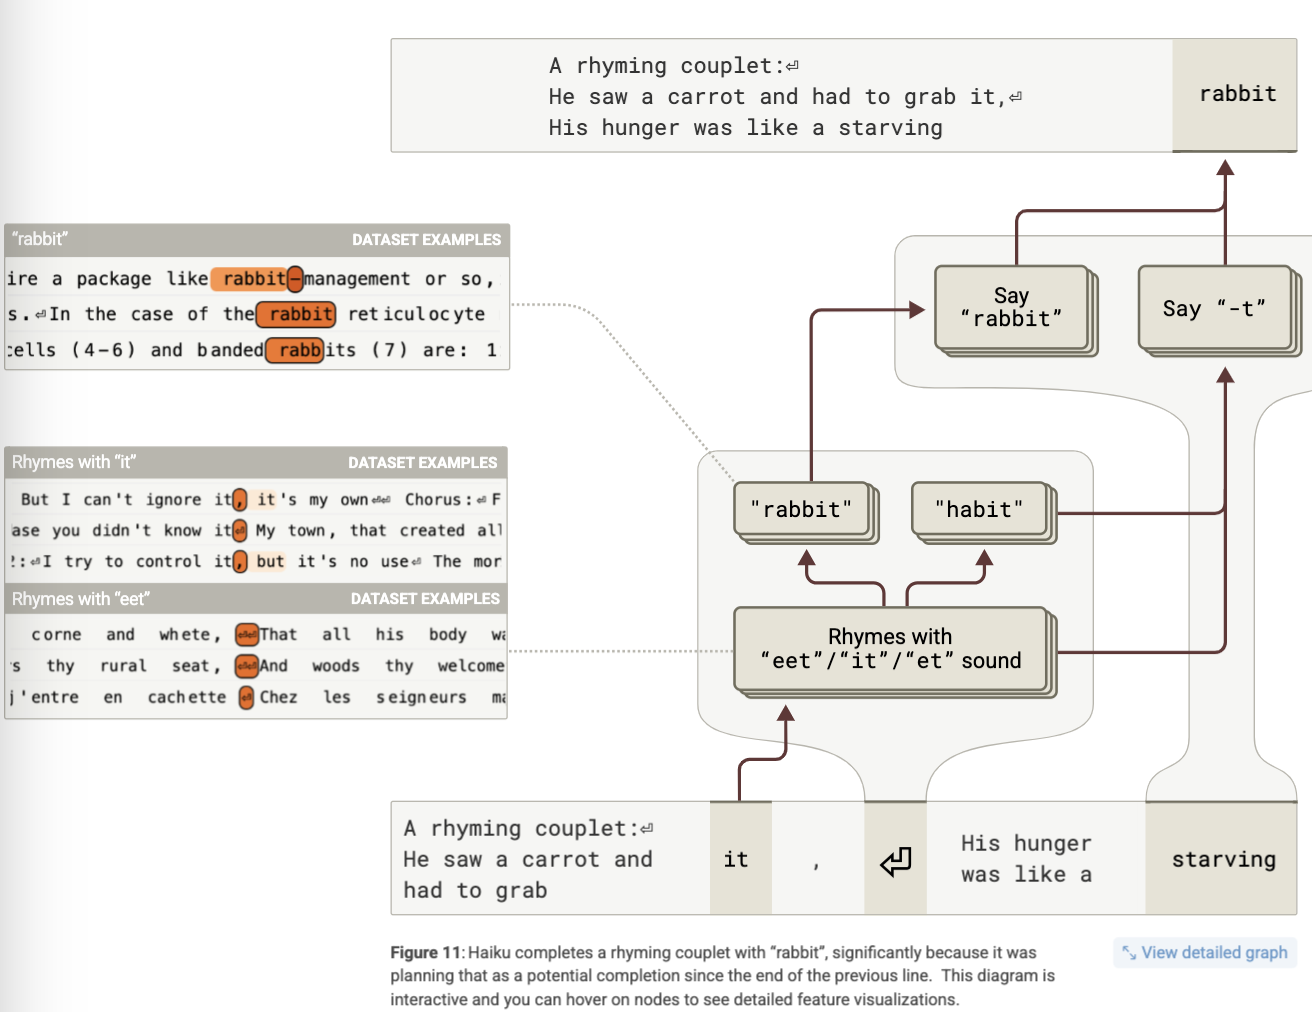 A rhyming couplet:⏎
He saw a carrot and had to grab it,⏎
His hunger was like a starving
rabbit
"rabbit" DATASET EXAMPLES
ire a package like rabbit-management or so,
s.⏎In the case of the rabbit reticulocyte
cells (4-6) and banded rabbits (7) are: 1
Say
"rabbit"
Say "-t"
Rhymes with "it" DATASET EXAMPLES
But I can't ignore it, it's my own⏎⏎ Chorus:⏎ F
ase you didn't know it⏎ My town, that created all
:⏎I try to control it, but it's no use⏎ The mor
Rhymes with "eet" DATASET EXAMPLES
corne and whete, ⏎⏎That all his body wa
s thy rural seat, ⏎⏎And woods thy welcome
j'entre en cachette ⏎ Chez les seigneurs ma
"rabbit"
"habit"
Rhymes with
"eet"/"it"/"et" sound
A rhyming couplet:⏎
He saw a carrot and
had to grab
it
,
⏎
His hunger
was like a
starving
Figure 11: Haiku completes a rhyming couplet with "rabbit", significantly because it was
planning that as a potential completion since the end of the previous line. This diagram is
interactive and you can hover on nodes to see detailed feature visualizations.
View detailed graph